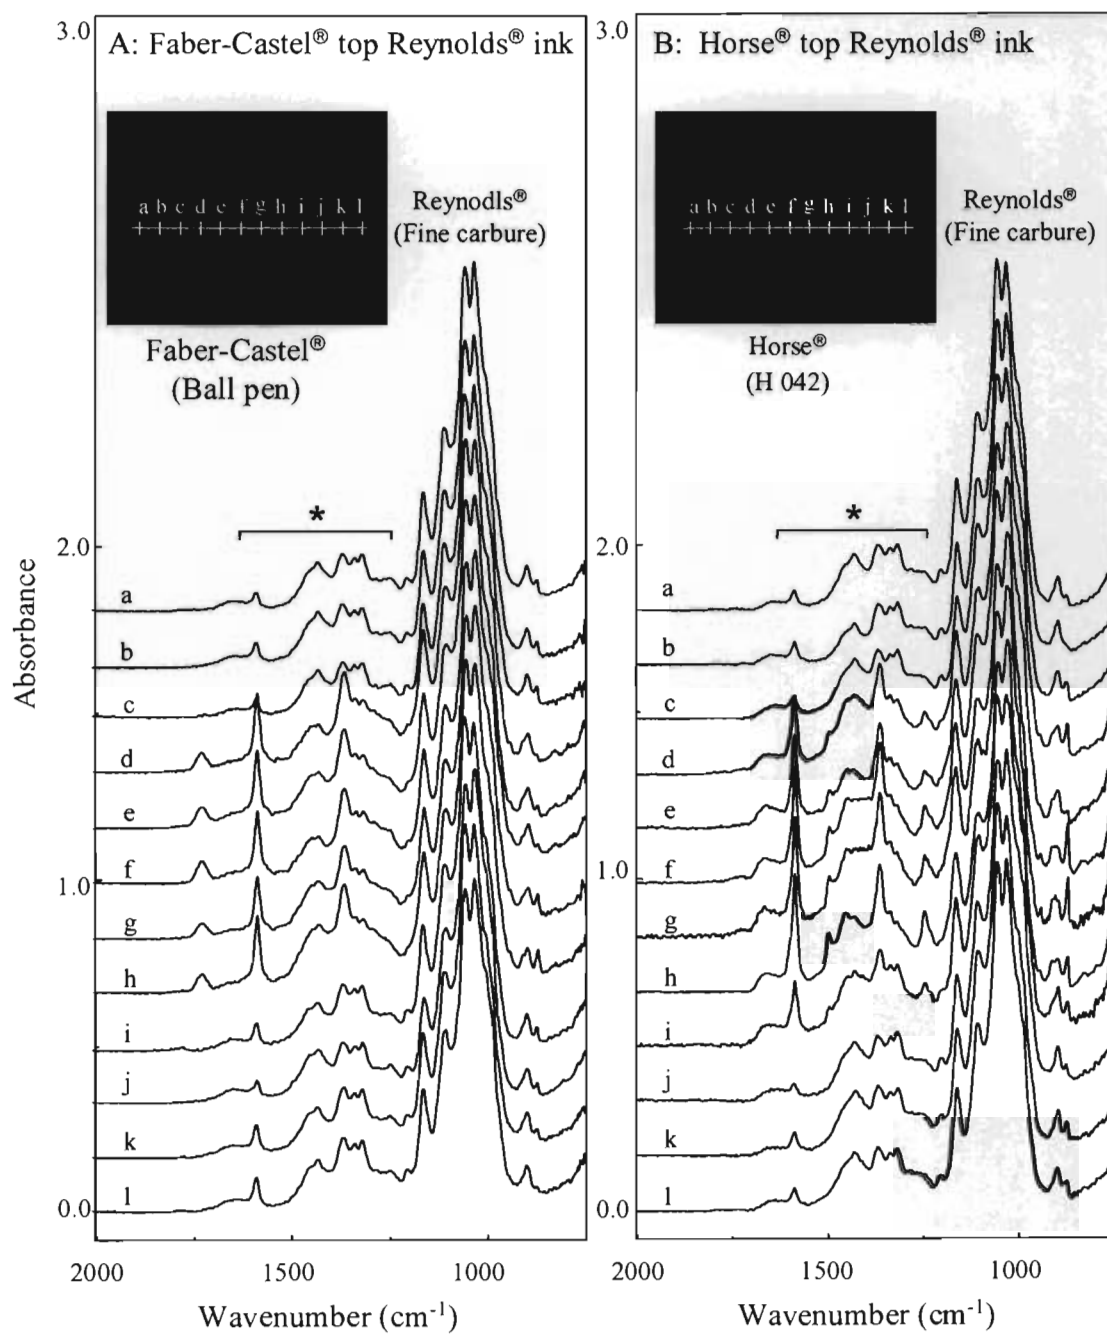 3.0
A: Faber-Castel® top Reynolds® ink
a b c d e f g h i j k l
Reynodls®
(Fine carbure)
Faber-Castel®
(Ball pen)
*
2.0
Absorbance
a
b
c
d
e
f
g
h
i
j
k
l
1.0
0.0
2000
1500
1000
Wavenumber (cm⁻¹)
3.0
B: Horse® top Reynolds® ink
a b c d e f g h i j k l
Reynolds®
(Fine carbure)
Horse®
(H 042)
*
2.0
a
b
c
d
e
f
g
h
i
j
k
l
1.0
0.0
2000
1500
1000
Wavenumber (cm⁻¹)